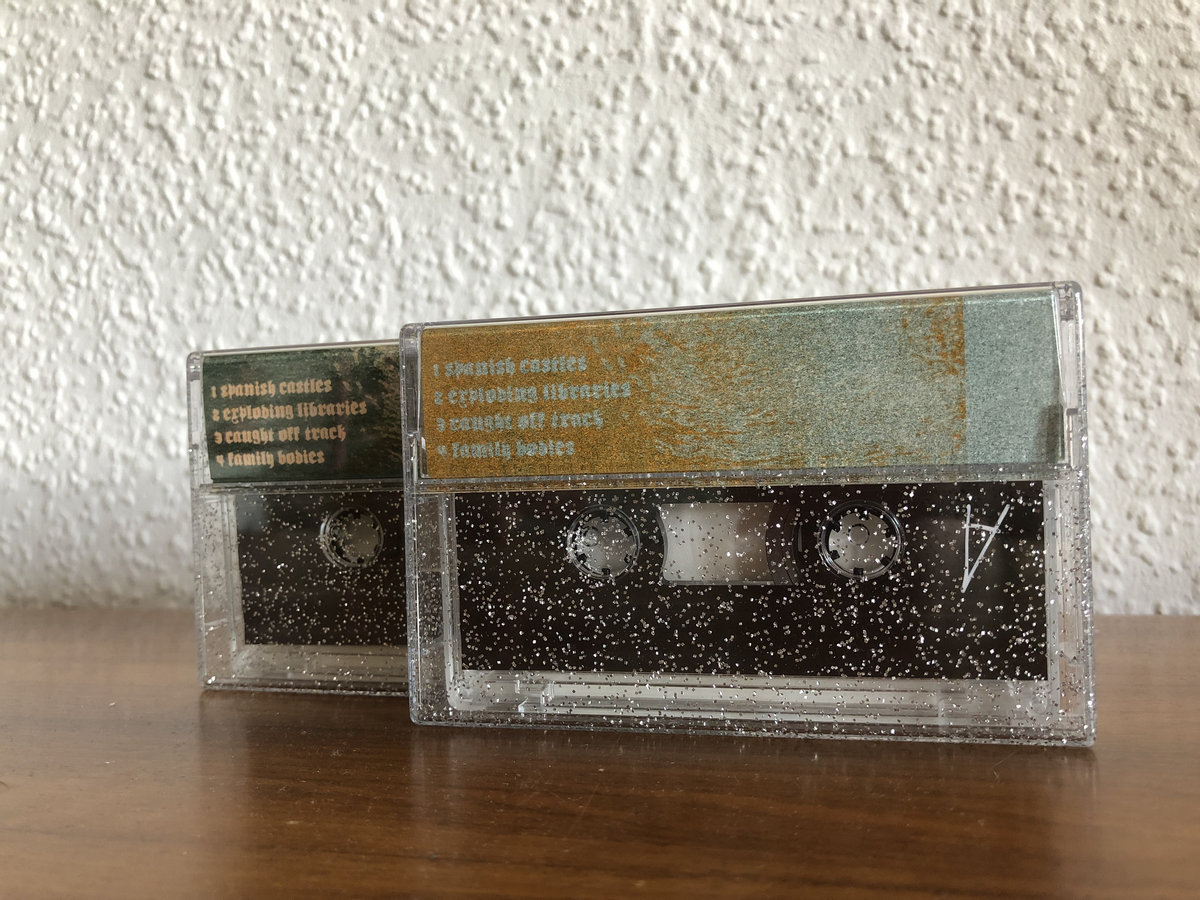 1 spanish castles
2 exploding libraries
3 caught off track
4 family bodies
1 spanish castles
2 exploding libraries
3 caught off track
4 family bodies
A